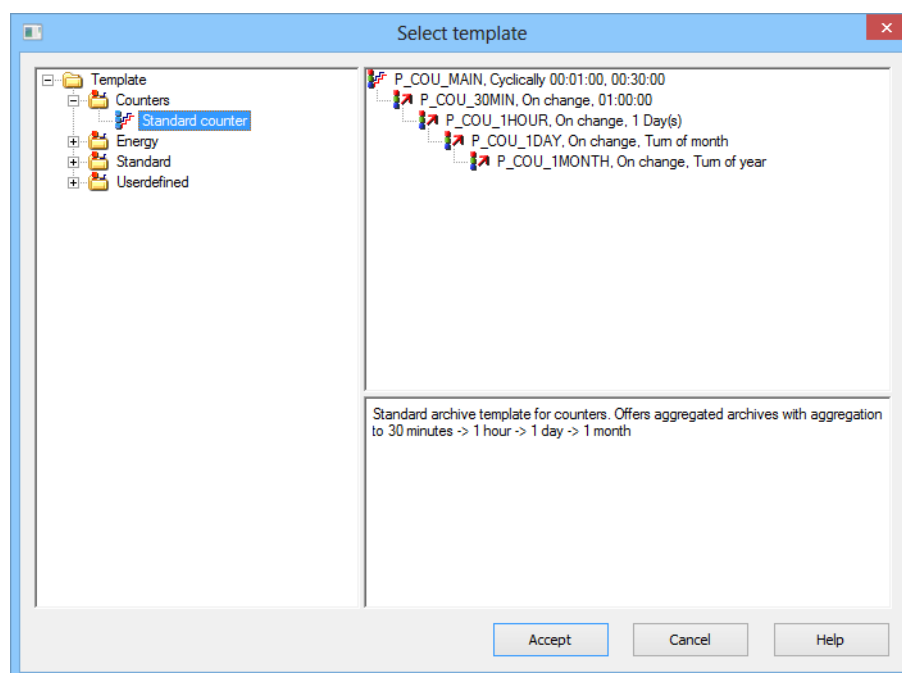 Select template
Template
Counters
Standard counter
Energy
Standard
Userdefined
P_COU_MAIN, Cyclically 00:01:00, 00:30:00
P_COU_30MIN, On change, 01:00:00
P_COU_1HOUR, On change, 1 Day(s)
P_COU_1DAY, On change, Turn of month
P_COU_1MONTH, On change, Turn of year
Standard archive template for counters. Offers aggregated archives with aggregation
to 30 minutes -> 1 hour -> 1 day -> 1 month
Accept Cancel Help